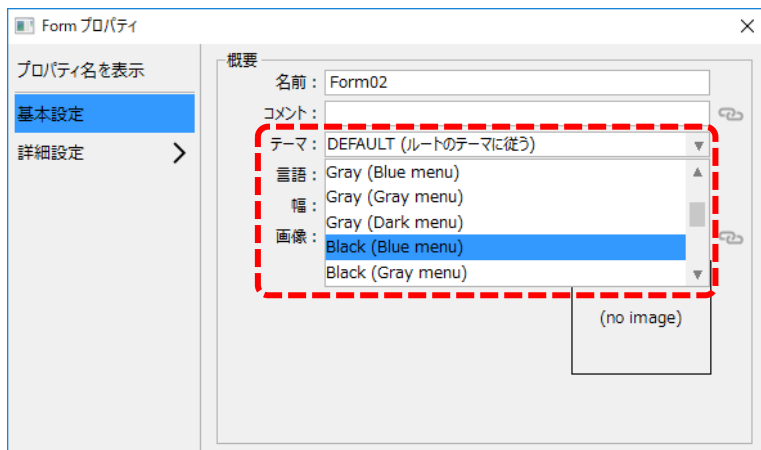 Form プロパティ
プロパティ名を表示
基本設定
詳細設定
概要
名前： Form02
コメント：
テーマ： DEFAULT (ルートのテーマに従う)
言語： Gray (Blue menu)
幅： Gray (Gray menu)
Gray (Dark menu)
画像： Black (Blue menu)
Black (Gray menu)
(no image)